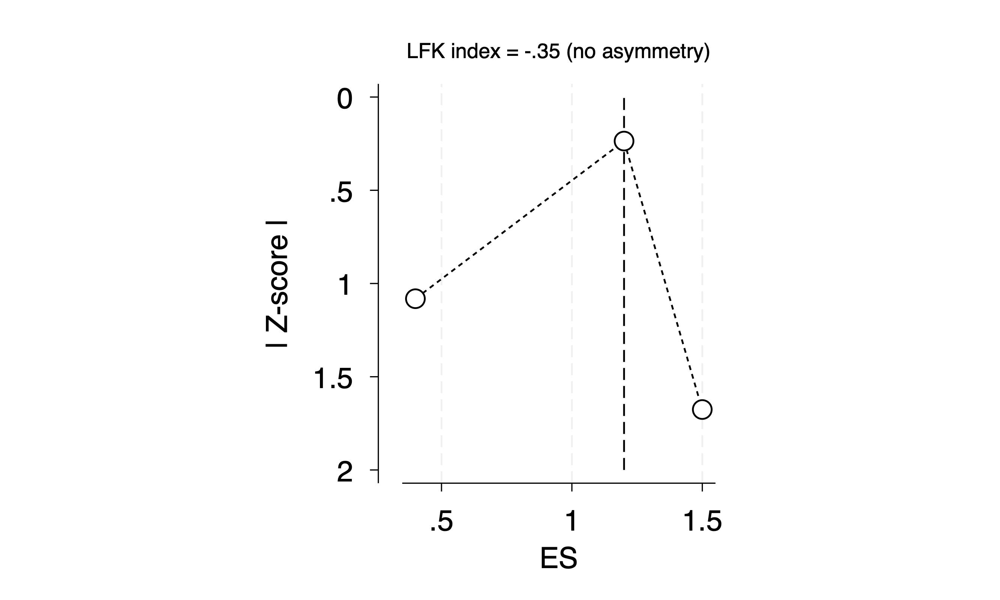 LFK index = -.35 (no asymmetry)
0
.5
1
1.5
2
| Z-score |
.5 1 1.5
ES